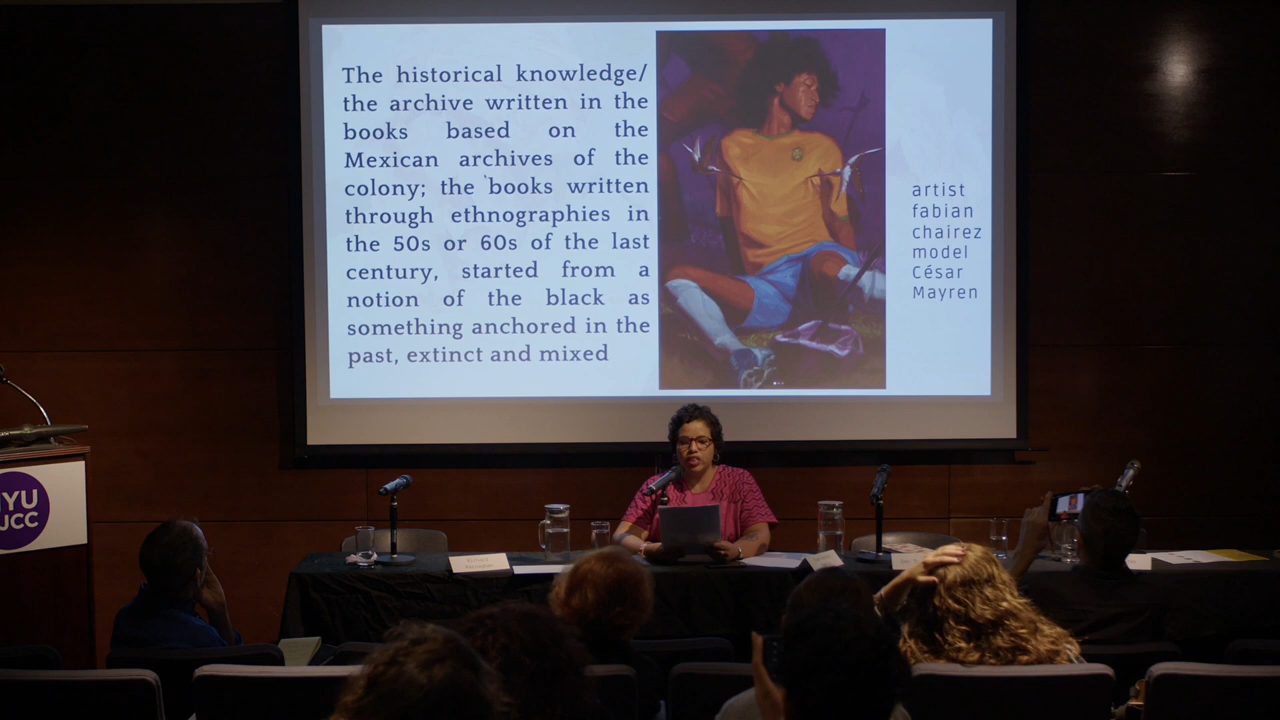 The historical knowledge/
the archive written in the
books based on the
Mexican archives of the
colony; the books written
through ethnographies in
the 50s or 60s of the last
century, started from a
notion of the black as
something anchored in the
past, extinct and mixed
artist
fabian
chairez
model
César
Mayren